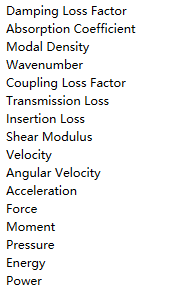 Damping Loss Factor
Absorption Coefficient
Modal Density
Wavenumber
Coupling Loss Factor
Transmission Loss
Insertion Loss
Shear Modulus
Velocity
Angular Velocity
Acceleration
Force
Moment
Pressure
Energy
Power